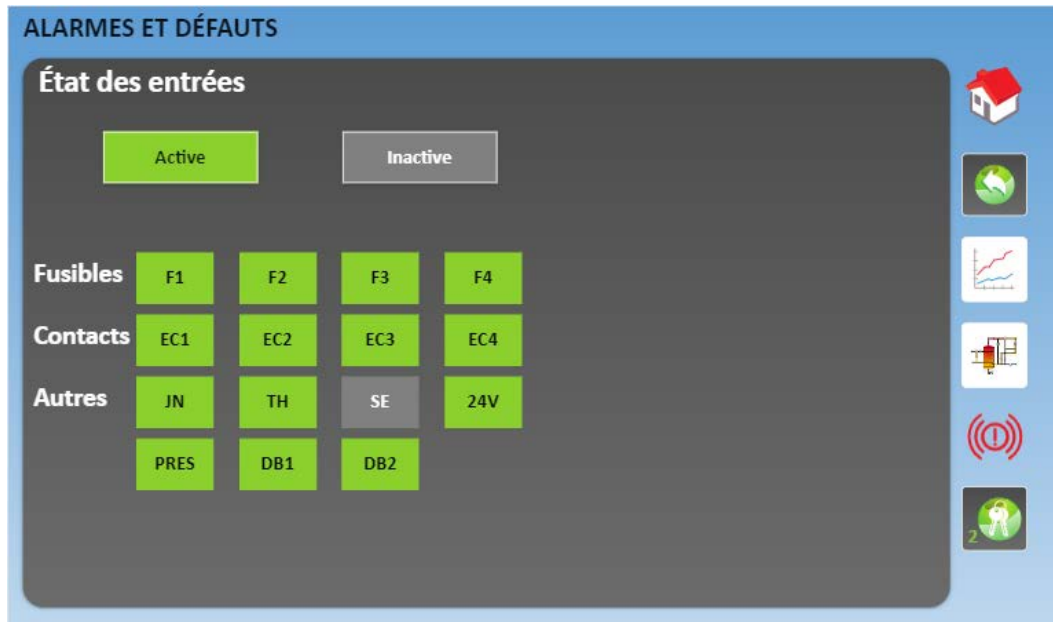 ALARMES ET DÉFAUTS
État des entrées
Active Inactive
Fusibles F1 F2 F3 F4
Contacts EC1 EC2 EC3 EC4
Autres JN TH SE 24V
PRES DB1 DB2
2